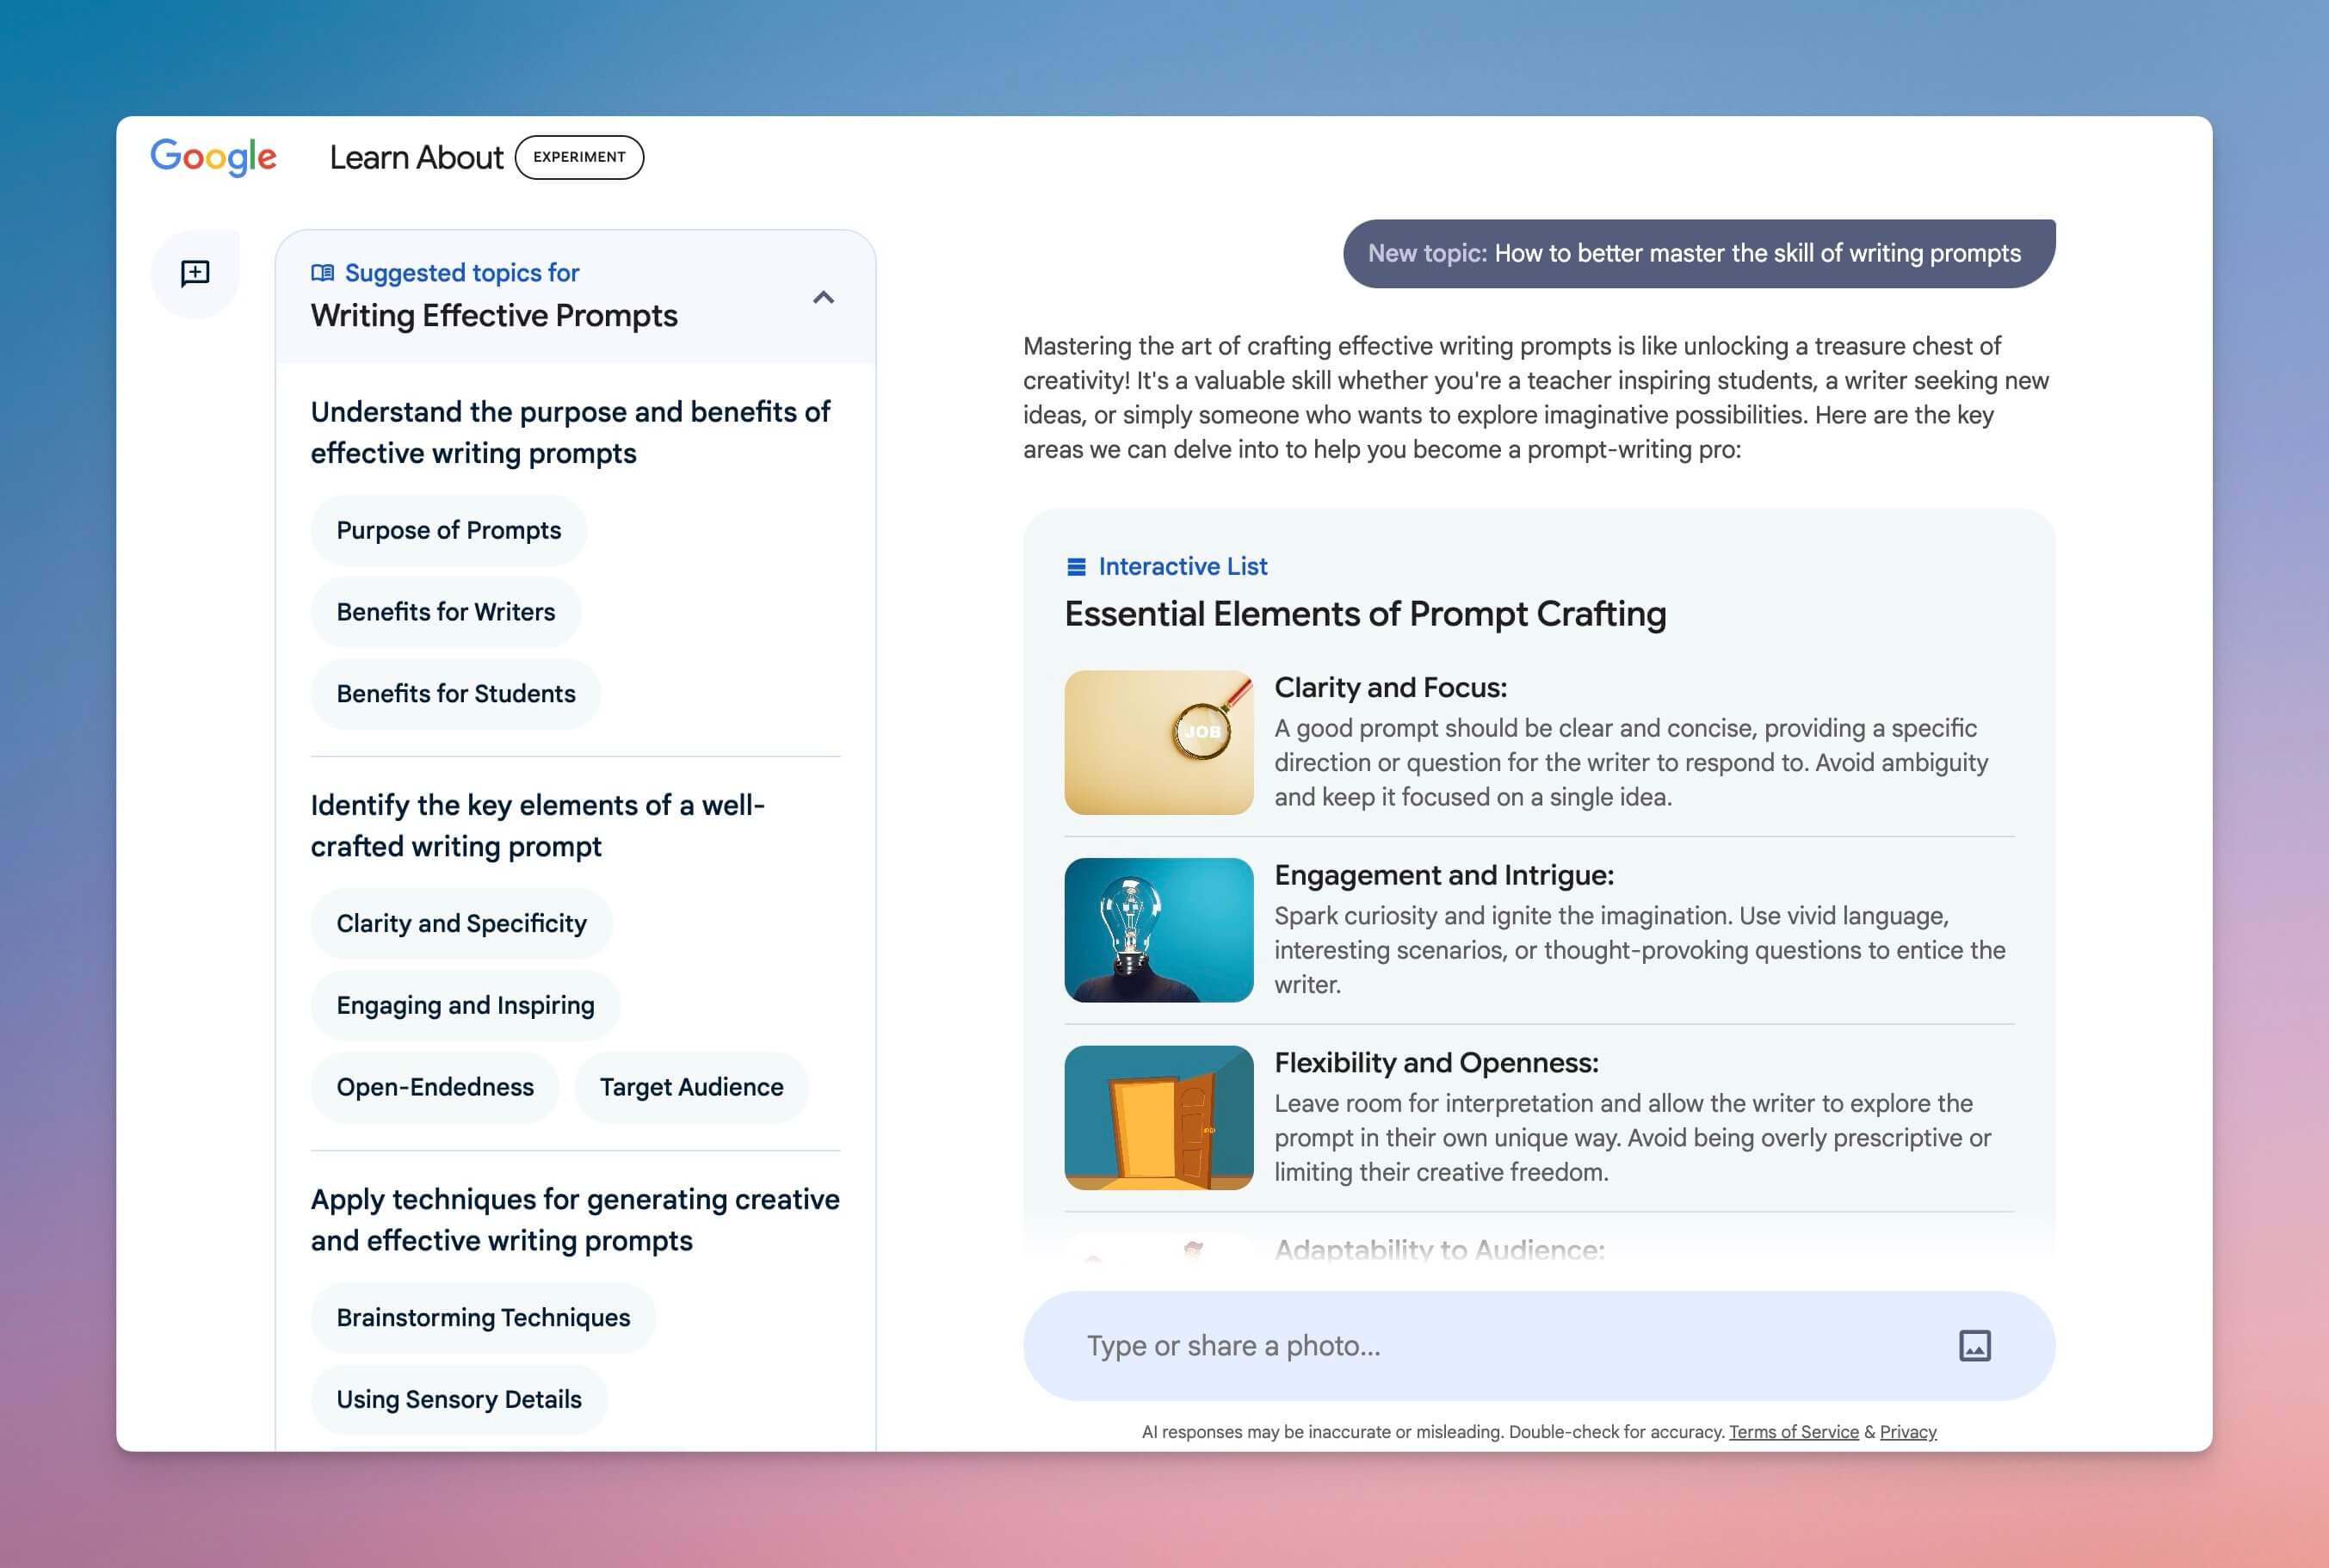 Google
Learn About
EXPERIMENT
Suggested topics for
Writing Effective Prompts
Understand the purpose and benefits of
effective writing prompts
Purpose of Prompts
Benefits for Writers
Benefits for Students
Identify the key elements of a well-
crafted writing prompt
Clarity and Specificity
Engaging and Inspiring
Open-Endedness
Target Audience
Apply techniques for generating creative
and effective writing prompts
Brainstorming Techniques
Using Sensory Details
New topic: How to better master the skill of writing prompts
Mastering the art of crafting effective writing prompts is like unlocking a treasure chest of
creativity! It's a valuable skill whether you're a teacher inspiring students, a writer seeking new
ideas, or simply someone who wants to explore imaginative possibilities. Here are the key
areas we can delve into to help you become a prompt-writing pro:
Interactive List
Essential Elements of Prompt Crafting
JOB
Clarity and Focus:
A good prompt should be clear and concise, providing a specific
direction or question for the writer to respond to. Avoid ambiguity
and keep it focused on a single idea.
Engagement and Intrigue:
Spark curiosity and ignite the imagination. Use vivid language,
interesting scenarios, or thought-provoking questions to entice the
writer.
Flexibility and Openness:
Leave room for interpretation and allow the writer to explore the
prompt in their own unique way. Avoid being overly prescriptive or
limiting their creative freedom.
Adaptability to Audience:
Type or share a photo...
AI responses may be inaccurate or misleading. Double-check for accuracy. Terms of Service & Privacy